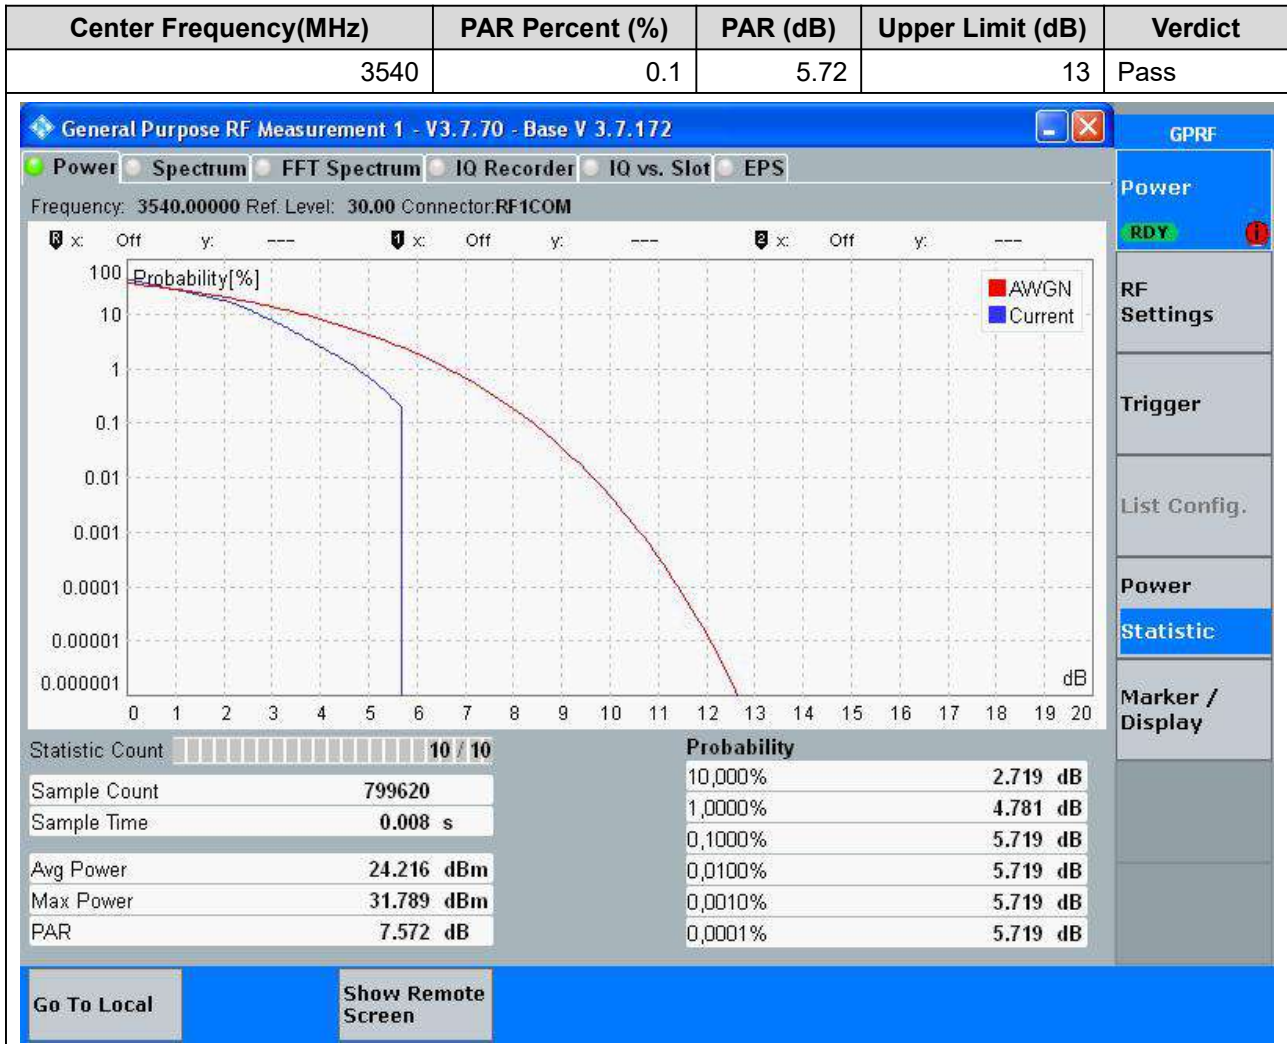 Center Frequency(MHz) PAR Percent (%) PAR (dB) Upper Limit (dB) Verdict
3540 0.1 5.72 13 Pass
General Purpose RF Measurement 1 - V3.7.70 - Base V 3.7.172
GPRF
Power Spectrum FFT Spectrum IQ Recorder IQ vs. Slot EPS
Power
RDY
Frequency: 3540.00000 Ref. Level: 30.00 Connector:RF1COM
R x: Off y: --- 1 x: Off y: --- 2 x: Off y: ---
Probability[%]
AWGN
Current
100
10
1
0.1
0.01
0.001
0.0001
0.00001
0.000001
dB
0 1 2 3 4 5 6 7 8 9 10 11 12 13 14 15 16 17 18 19 20
RF
Settings
Trigger
List Config.
Power
Statistic
Marker /
Display
Statistic Count 10 / 10
Sample Count 799620
Sample Time 0.008 s
Avg Power 24.216 dBm
Max Power 31.789 dBm
PAR 7.572 dB
Probability
10,000% 2.719 dB
1,0000% 4.781 dB
0,1000% 5.719 dB
0,0100% 5.719 dB
0,0010% 5.719 dB
0,0001% 5.719 dB
Go To Local
Show Remote
Screen